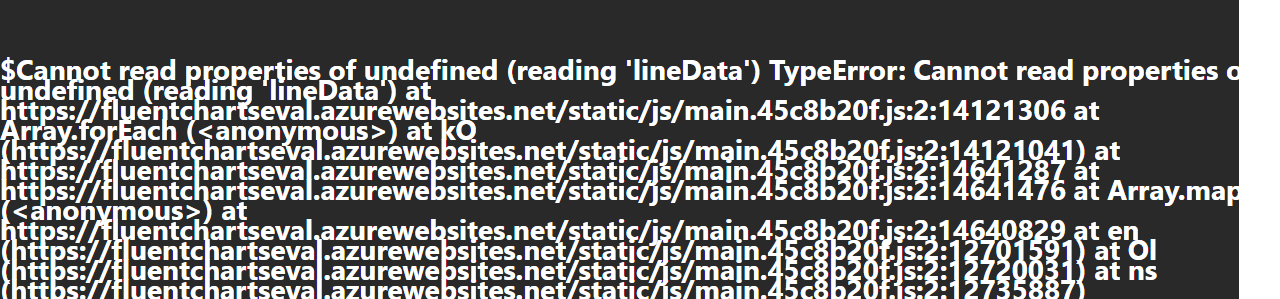 $Cannot read properties of undefined (reading 'lineData') TypeError: Cannot read properties o
undefined (reading 'lineData') at
https://fluentchartseval.azurewebsites.net/static/js/main.45c8b20f.js:2:14121306 at
Array.forEach (<anonymous>) at kO
(https://fluentchartseval.azurewebsites.net/static/js/main.45c8b20f.js:2:14121041) at
https://fluentchartseval.azurewebsites.net/static/js/main.45c8b20f.js:2:14641287 at
https://fluentchartseval.azurewebsites.net/static/js/main.45c8b20f.js:2:14641476 at Array.map
(<anonymous>) at
https://fluentchartseval.azurewebsites.net/static/js/main.45c8b20f.js:2:14640829 at en
(https://fluentchartseval.azurewebsites.net/static/js/main.45c8b20f.js:2:12701591) at Ol
(https://fluentchartseval.azurewebsites.net/static/js/main.45c8b20f.js:2:12720031) at ns
(https://fluentchartseval.azurewebsites.net/static/js/main.45c8b20f.js:2:12735887)